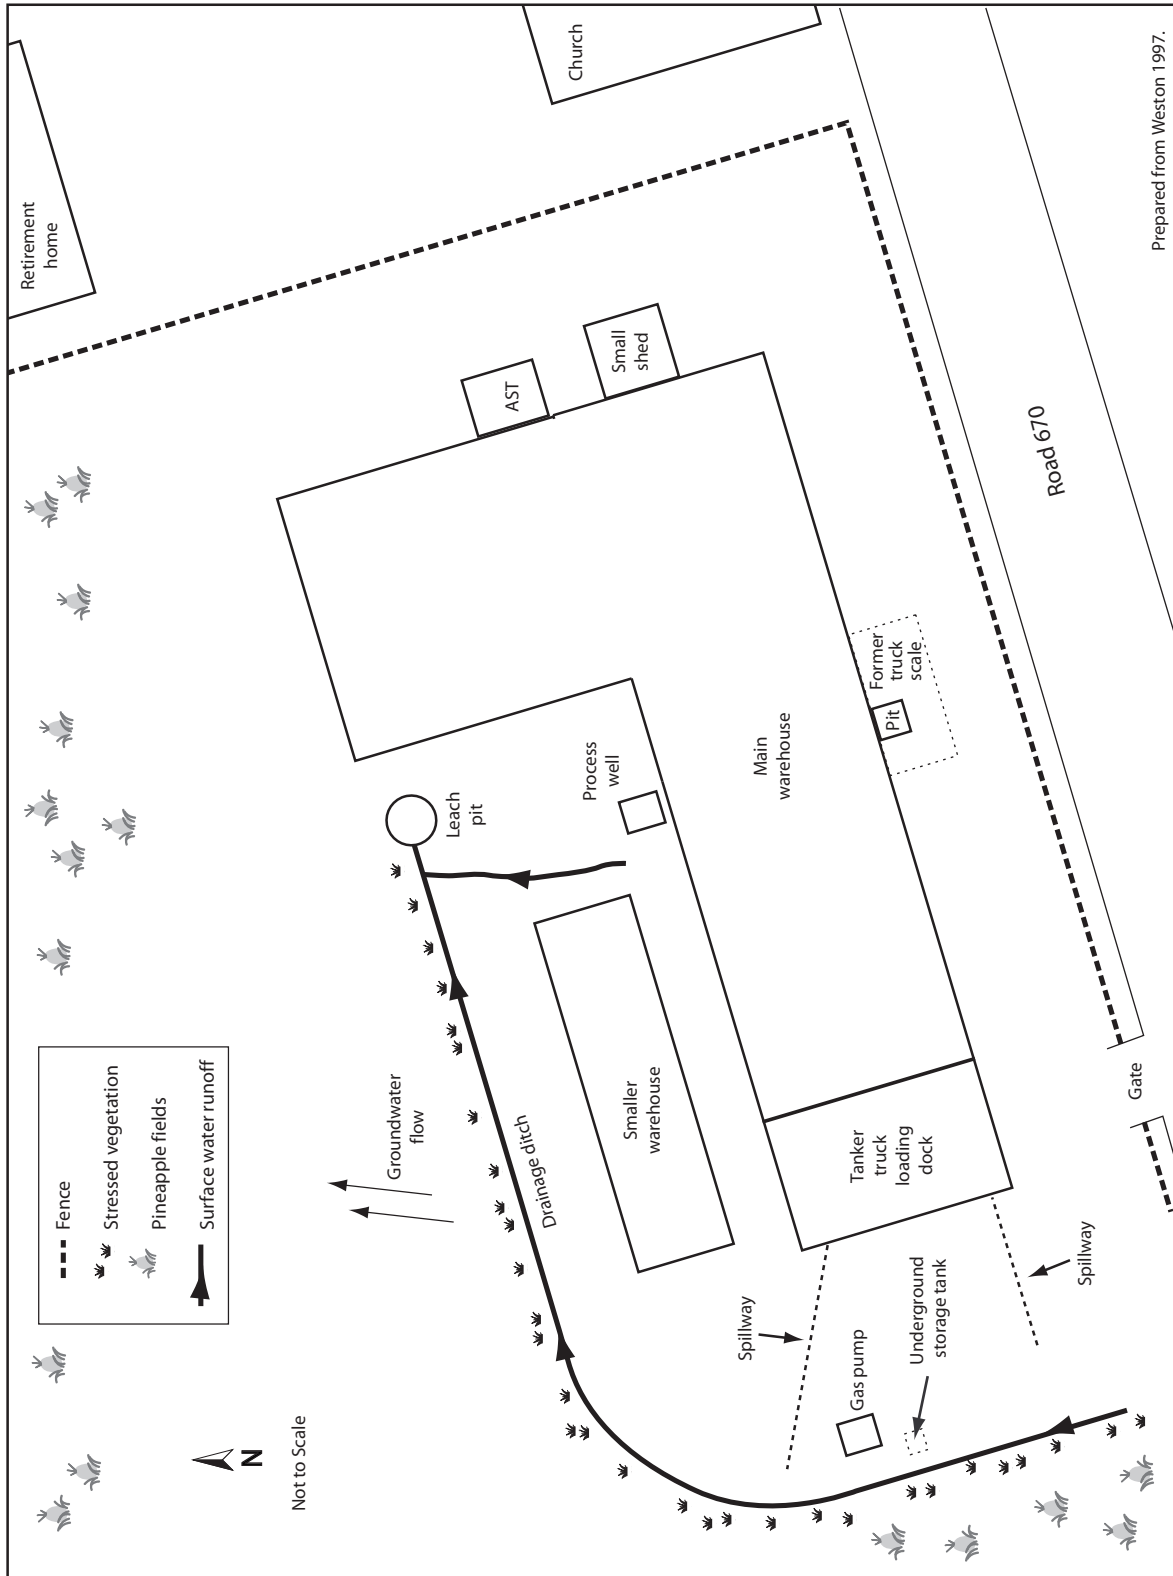 Fence
Stressed vegetation
Pineapple fields
Surface water runoff
N
Not to Scale
Retirement
home
Church
AST
Small
shed
Groundwater
flow
Drainage ditch
Leach
pit
Process
well
Smaller
warehouse
Main
warehouse
Former
truck
scale
Pit
Tanker
truck
loading
dock
Spillway
Gas pump
Underground
storage tank
Spillway
Gate
Road 670
Prepared from Weston 1997.